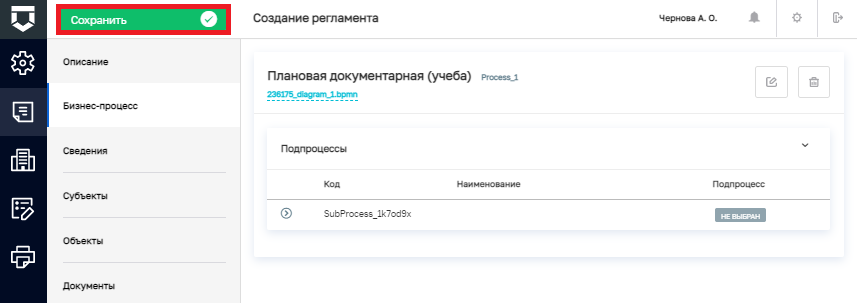 Сохранить
Создание регламента
Чернова А. О.
Описание
Бизнес-процесс
Сведения
Субъекты
Объекты
Документы
Плановая документарная (учеба) Process_1
236175_diagram_1.bpmn
Подпроцессы
Код Наименование Подпроцесс
SubProcess_1k7od9x НЕ ВЫБРАН